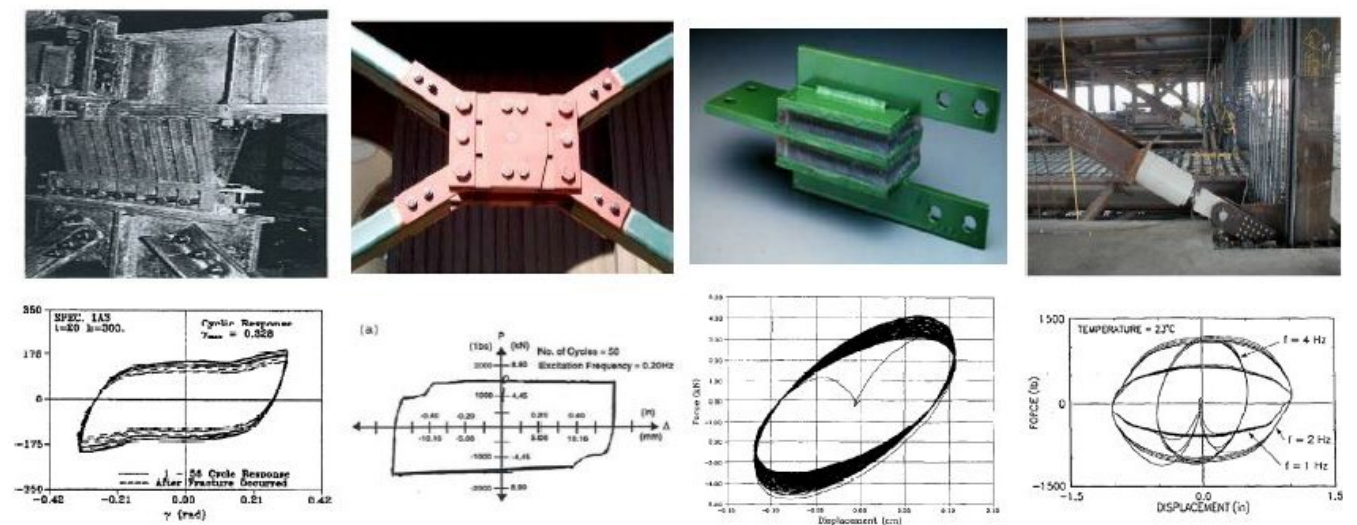 350
SPEC. 1A3
t=20 h=300.
Cyclic Response
γmax = 0.328
175
0
-175
-350
1 - 58 Cycle Response
After Fracture Occurred
-0.42
-0.21
0.00
0.21
0.42
γ (rad)
(a)
P
(lbs)
(kN)
No. of Cycles = 50
Excitation Frequency = 0.20Hz
2000
8.90
1000
4.45
-0.40
-0.20
0.20
0.40
(in)
Δ
-10.16
-5.08
5.08
10.16
(mm)
-1000
-4.45
-2000
-8.90
Force (kN)
Displacement (cm)
1500
TEMPERATURE = 23°C
f = 4 Hz
FORCE (lb)
0
f = 2 Hz
f = 1 Hz
-1500
-1.5
0.0
1.5
DISPLACEMENT (in)